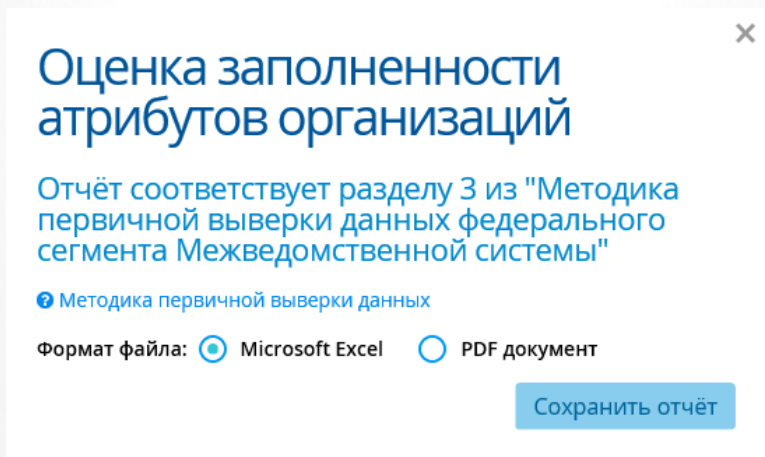 Оценка заполненности
атрибутов организаций
Отчёт соответствует разделу 3 из "Методика
первичной выверки данных федерального
сегмента Межведомственной системы"
Методика первичной выверки данных
Формат файла: Microsoft Excel PDF документ
Сохранить отчёт